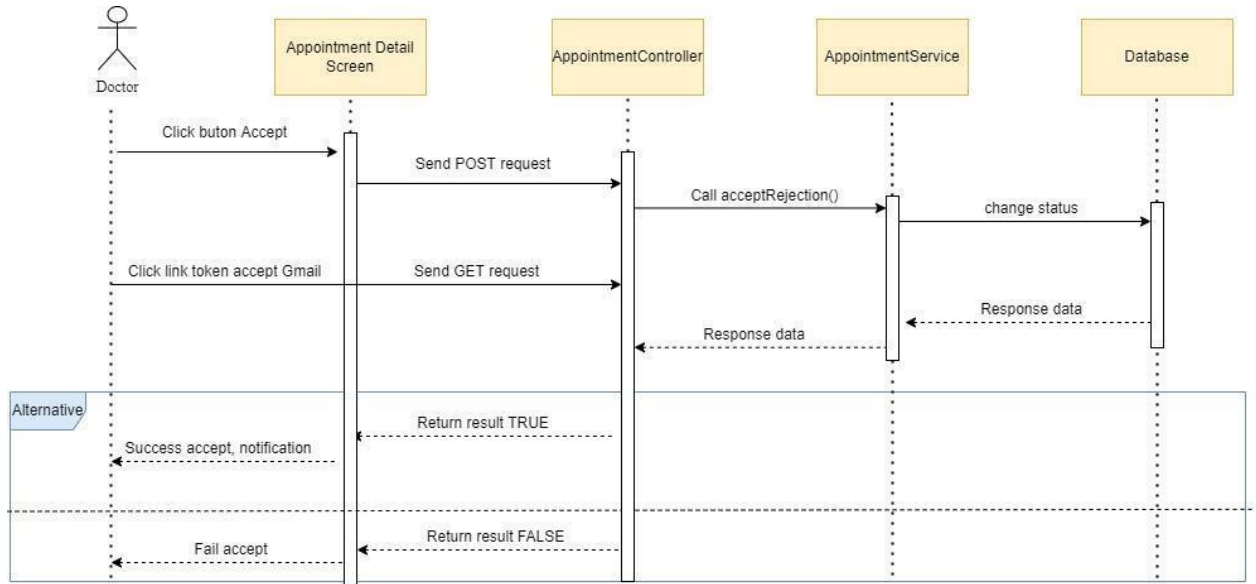 Doctor
Appointment Detail
Screen
AppointmentController
AppointmentService
Database
Click buton Accept
Send POST request
Call acceptRejection()
change status
Click link token accept Gmail
Send GET request
Response data
Response data
Alternative
Return result TRUE
Success accept, notification
Return result FALSE
Fail accept